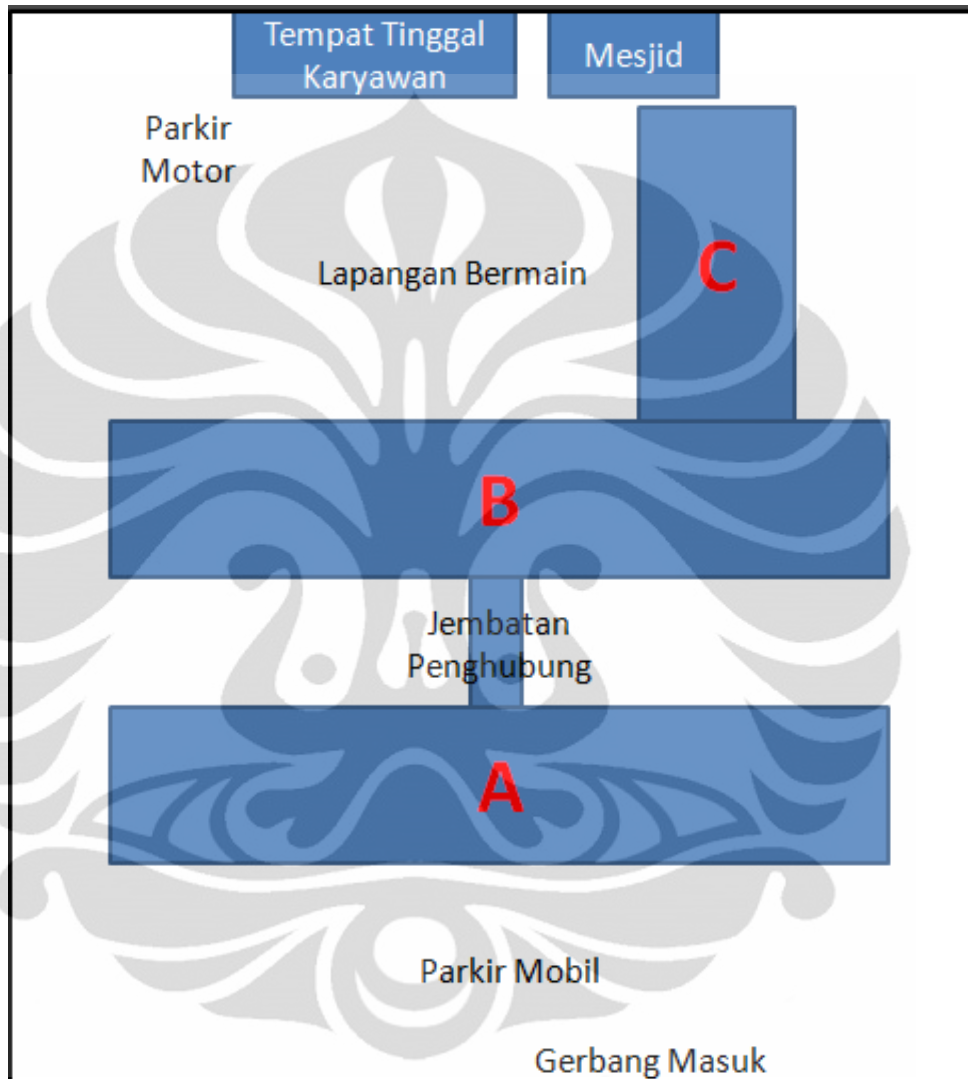 Tempat Tinggal
Karyawan
Mesjid
Parkir
Motor
Lapangan Bermain
C
B
Jembatan
Penghubung
A
Parkir Mobil
Gerbang Masuk